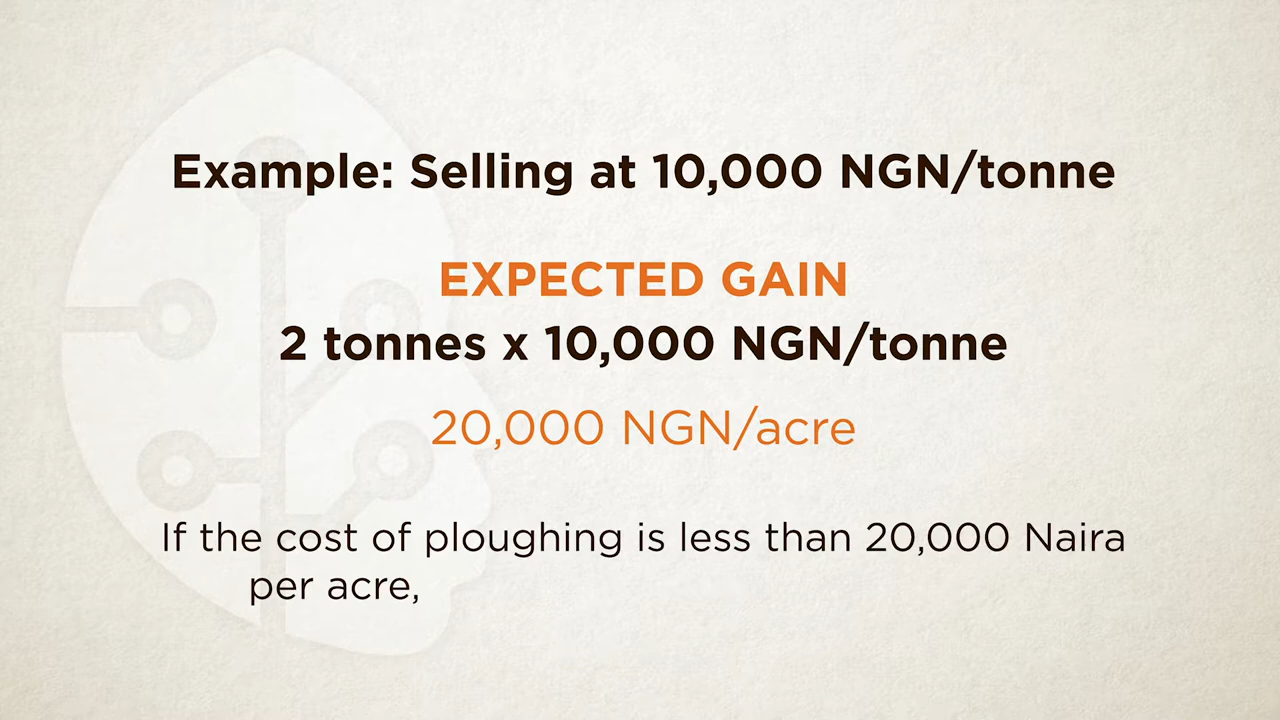 Example: Selling at 10,000 NGN/tonne
EXPECTED GAIN
2 tonnes x 10,000 NGN/tonne
20,000 NGN/acre
If the cost of ploughing is less than 20,000 Naira
per acre,